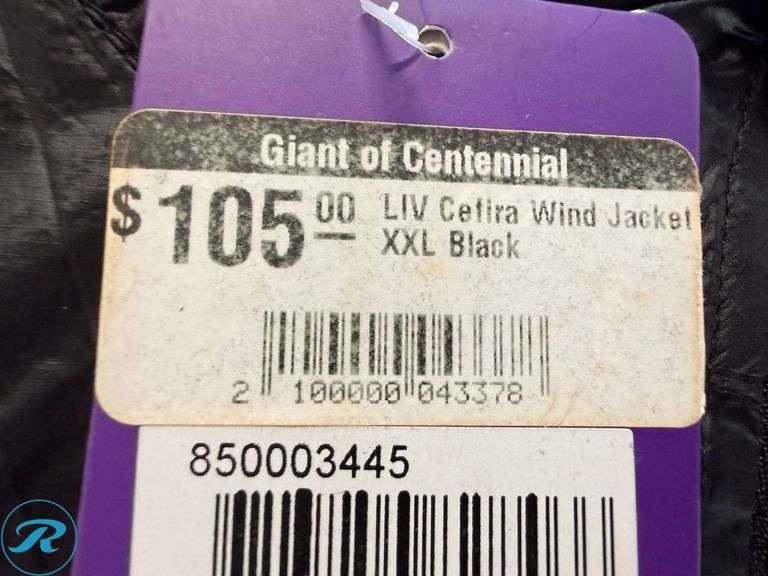 Giant of Centennial
$105.00 LIV Cefira Wind Jacket
XXL Black
2 100000 043378
850003445
R